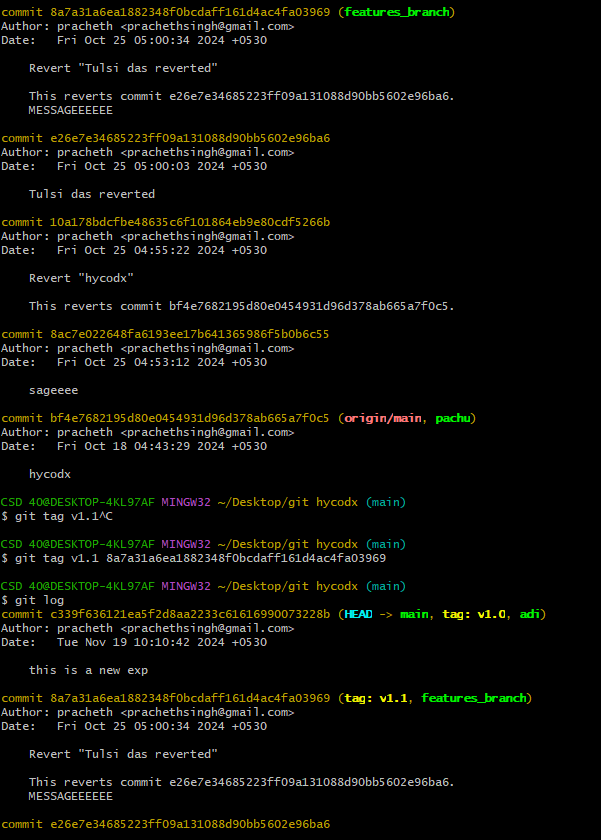 commit 8a7a31a6ea1882348f0bcdaff161d4ac4fa03969 (features_branch)
Author: pracheth <prachethsingh@gmail.com>
Date:   Fri Oct 25 05:00:34 2024 +0530
    Revert "Tulsi das reverted"
    This reverts commit e26e7e34685223ff09a131088d90bb5602e96ba6.
    MESSAGEEEEEE
commit e26e7e34685223ff09a131088d90bb5602e96ba6
Author: pracheth <prachethsingh@gmail.com>
Date:   Fri Oct 25 05:00:03 2024 +0530
    Tulsi das reverted
commit 10a178bdcfbe48635c6f101864eb9e80cdf5266b
Author: pracheth <prachethsingh@gmail.com>
Date:   Fri Oct 25 04:55:22 2024 +0530
    Revert "hycodx"
    This reverts commit bf4e7682195d80e0454931d96d378ab665a7f0c5.
commit 8ac7e022648fa6193ee17b641365986f5b0b6c55
Author: pracheth <prachethsingh@gmail.com>
Date:   Fri Oct 25 04:53:12 2024 +0530
    sageeee
commit bf4e7682195d80e0454931d96d378ab665a7f0c5 (origin/main, pachu)
Author: pracheth <prachethsingh@gmail.com>
Date:   Fri Oct 18 04:43:29 2024 +0530
    hycodx
CSD 40@DESKTOP-4KL97AF MINGW32 ~/Desktop/git hycodx (main)
$ git tag v1.1^C
CSD 40@DESKTOP-4KL97AF MINGW32 ~/Desktop/git hycodx (main)
$ git tag v1.1 8a7a31a6ea1882348f0bcdaff161d4ac4fa03969
CSD 40@DESKTOP-4KL97AF MINGW32 ~/Desktop/git hycodx (main)
$ git log
commit c339f636121ea5f2d8aa2233c61616990073228b (HEAD -> main, tag: v1.0, adi)
Author: pracheth <prachethsingh@gmail.com>
Date:   Tue Nov 19 10:10:42 2024 +0530
    this is a new exp
commit 8a7a31a6ea1882348f0bcdaff161d4ac4fa03969 (tag: v1.1, features_branch)
Author: pracheth <prachethsingh@gmail.com>
Date:   Fri Oct 25 05:00:34 2024 +0530
    Revert "Tulsi das reverted"
    This reverts commit e26e7e34685223ff09a131088d90bb5602e96ba6.
    MESSAGEEEEEE
commit e26e7e34685223ff09a131088d90bb5602e96ba6